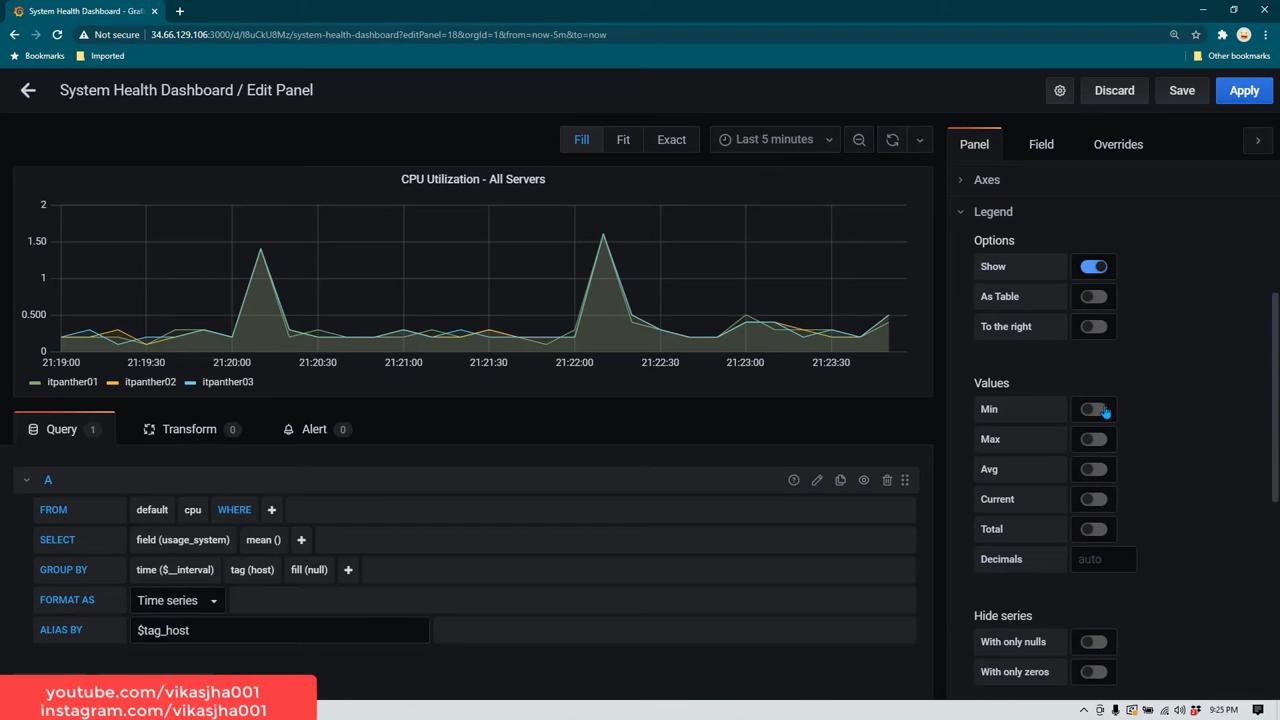 System Health Dashboard - Graf
Not secure
34.66.129.106:3000/d/I8uCkU8Mz/system-health-dashboard?editPanel=18&orgId=1&from=now-5m&to=now
Bookmarks
Imported
Other bookmarks
System Health Dashboard / Edit Panel
Discard
Save
Apply
Fill
Fit
Exact
Last 5 minutes
Panel
Field
Overrides
CPU Utilization - All Servers
2
1.50
1
0.500
0
21:19:00
21:19:30
21:20:00
21:20:30
21:21:00
21:21:30
21:22:00
21:22:30
21:23:00
21:23:30
itpanther01
itpanther02
itpanther03
Axes
Legend
Options
Show
As Table
To the right
Values
Min
Max
Avg
Current
Total
Decimals
auto
Hide series
With only nulls
With only zeros
Query 1
Transform 0
Alert 0
A
FROM default cpu WHERE +
SELECT field (usage_system) mean () +
GROUP BY time ($__interval) tag (host) fill (null) +
FORMAT AS Time series
ALIAS BY $tag_host
youtube.com/vikasjha001
instagram.com/vikasjha001
9:25 PM